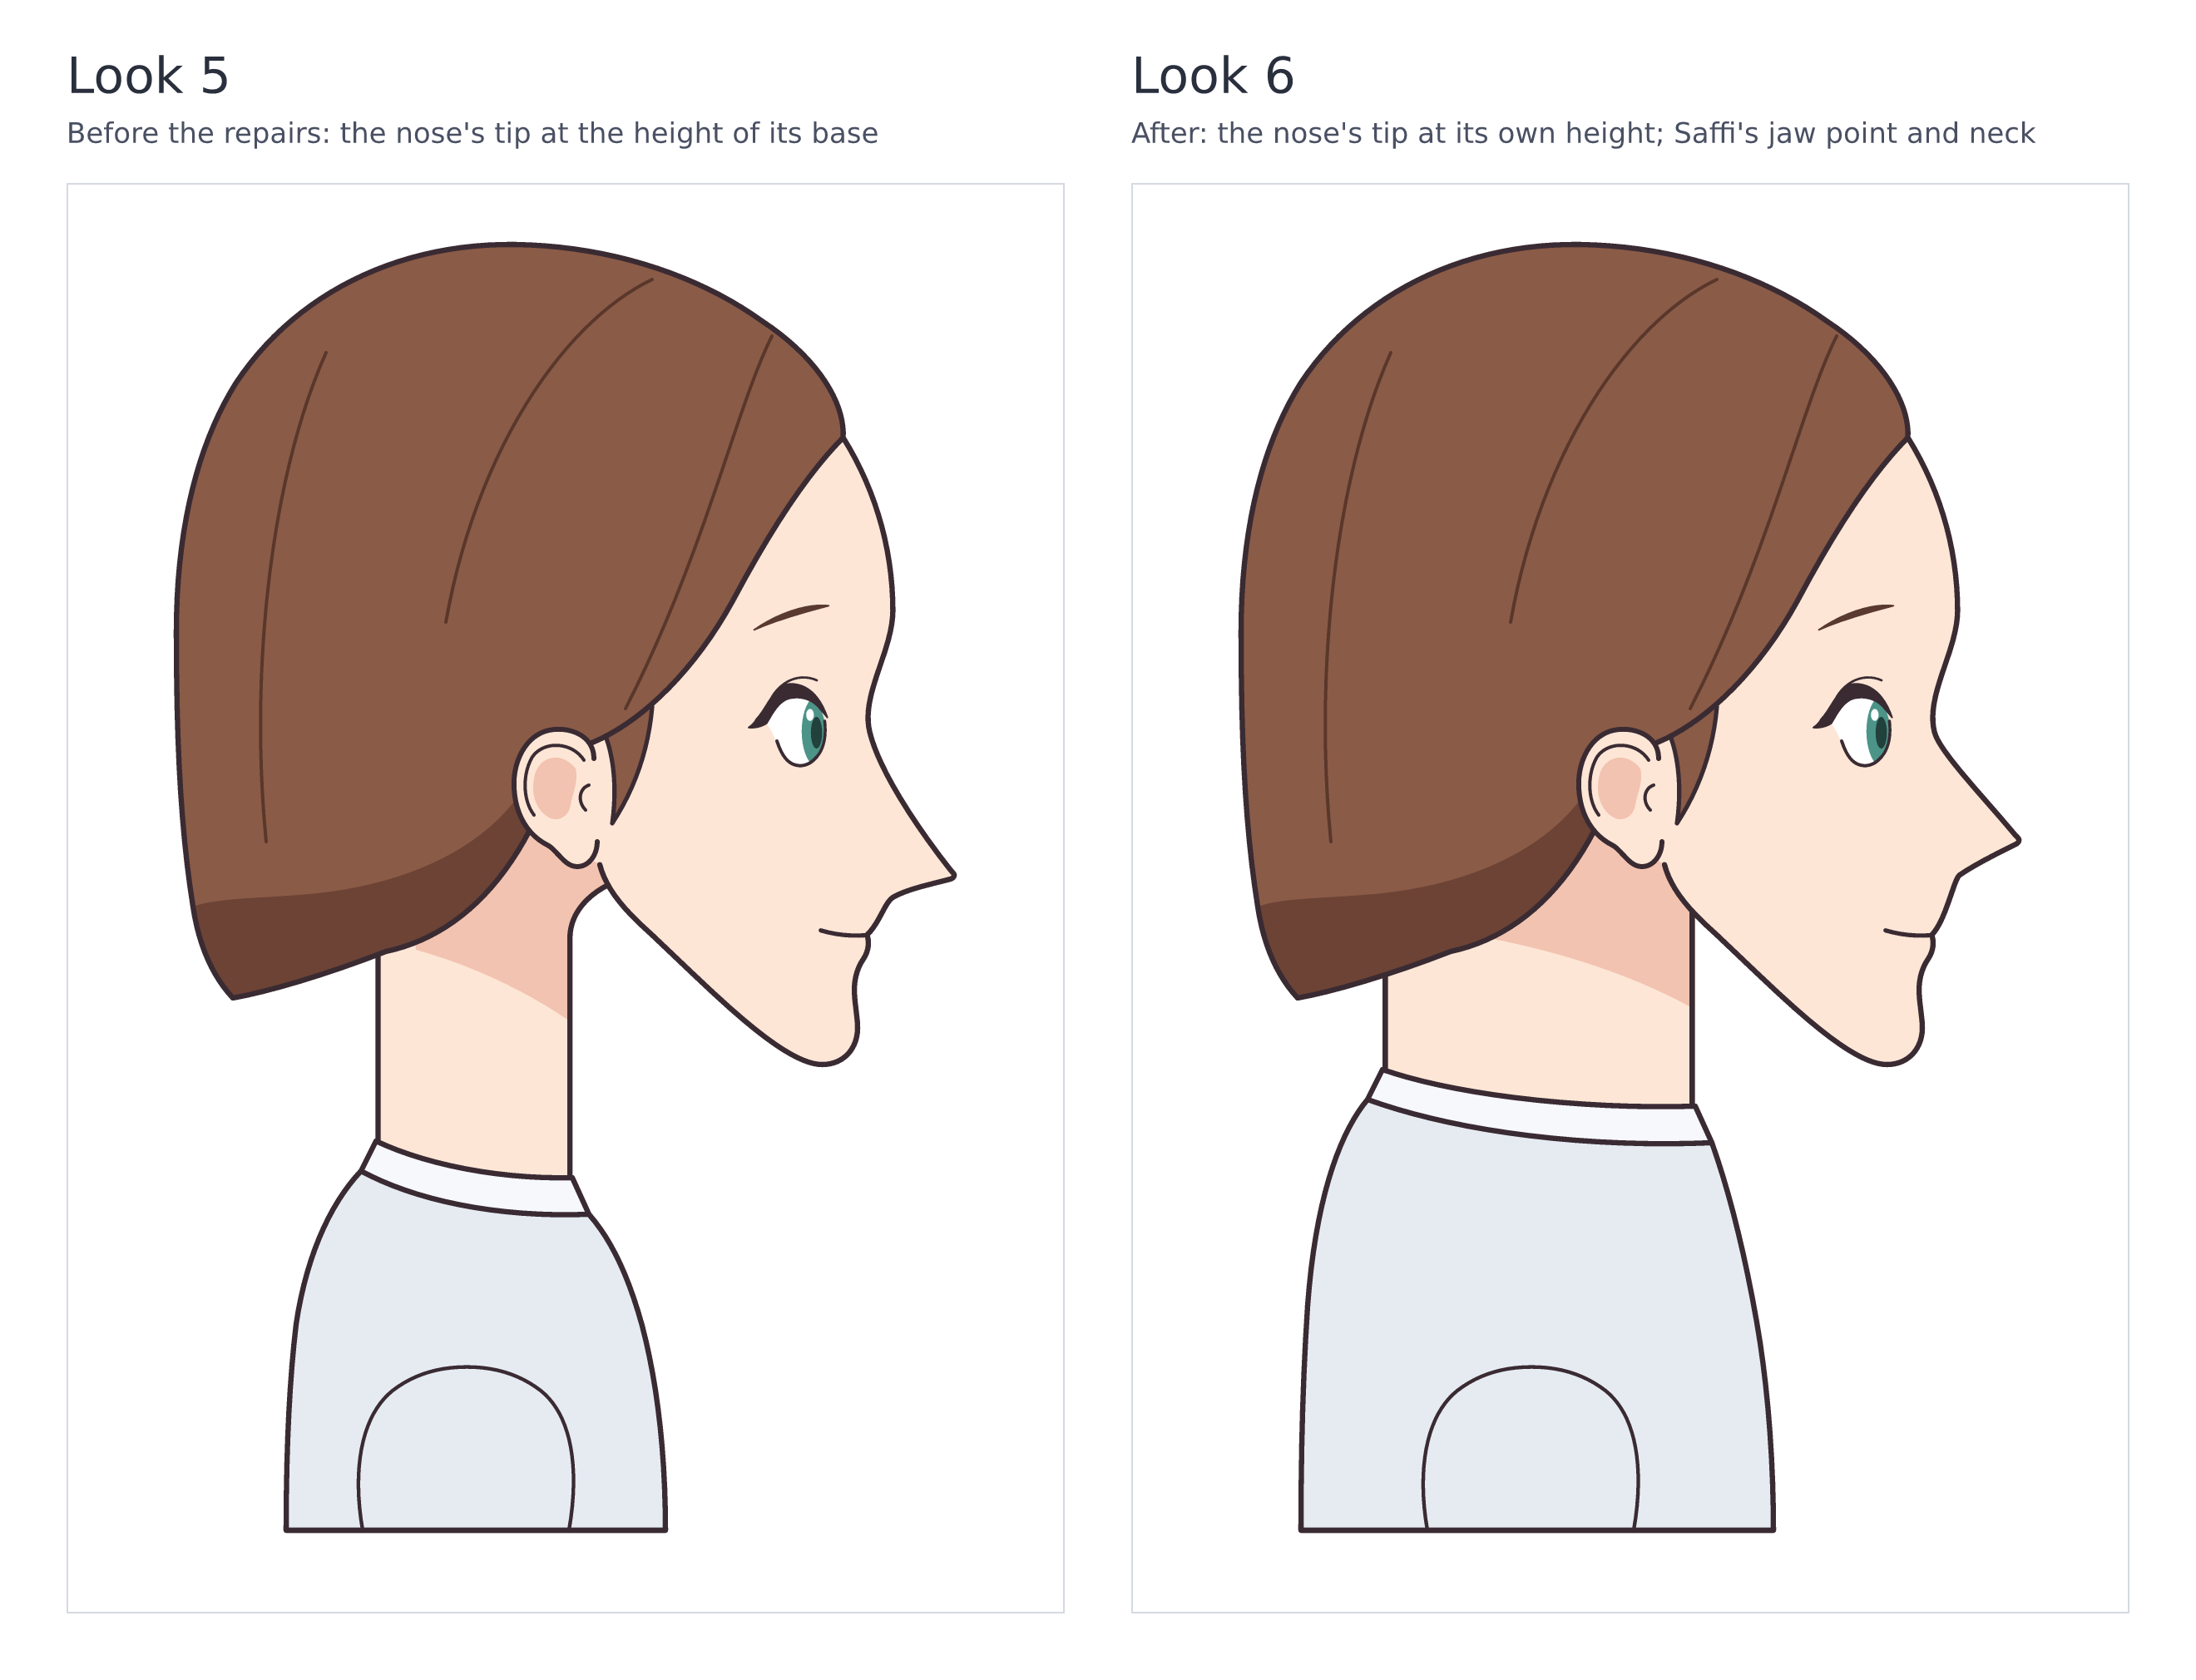 Look 5
Before the repairs: the nose's tip at the height of its base
Look 6
After: the nose's tip at its own height; Saffi's jaw point and neck